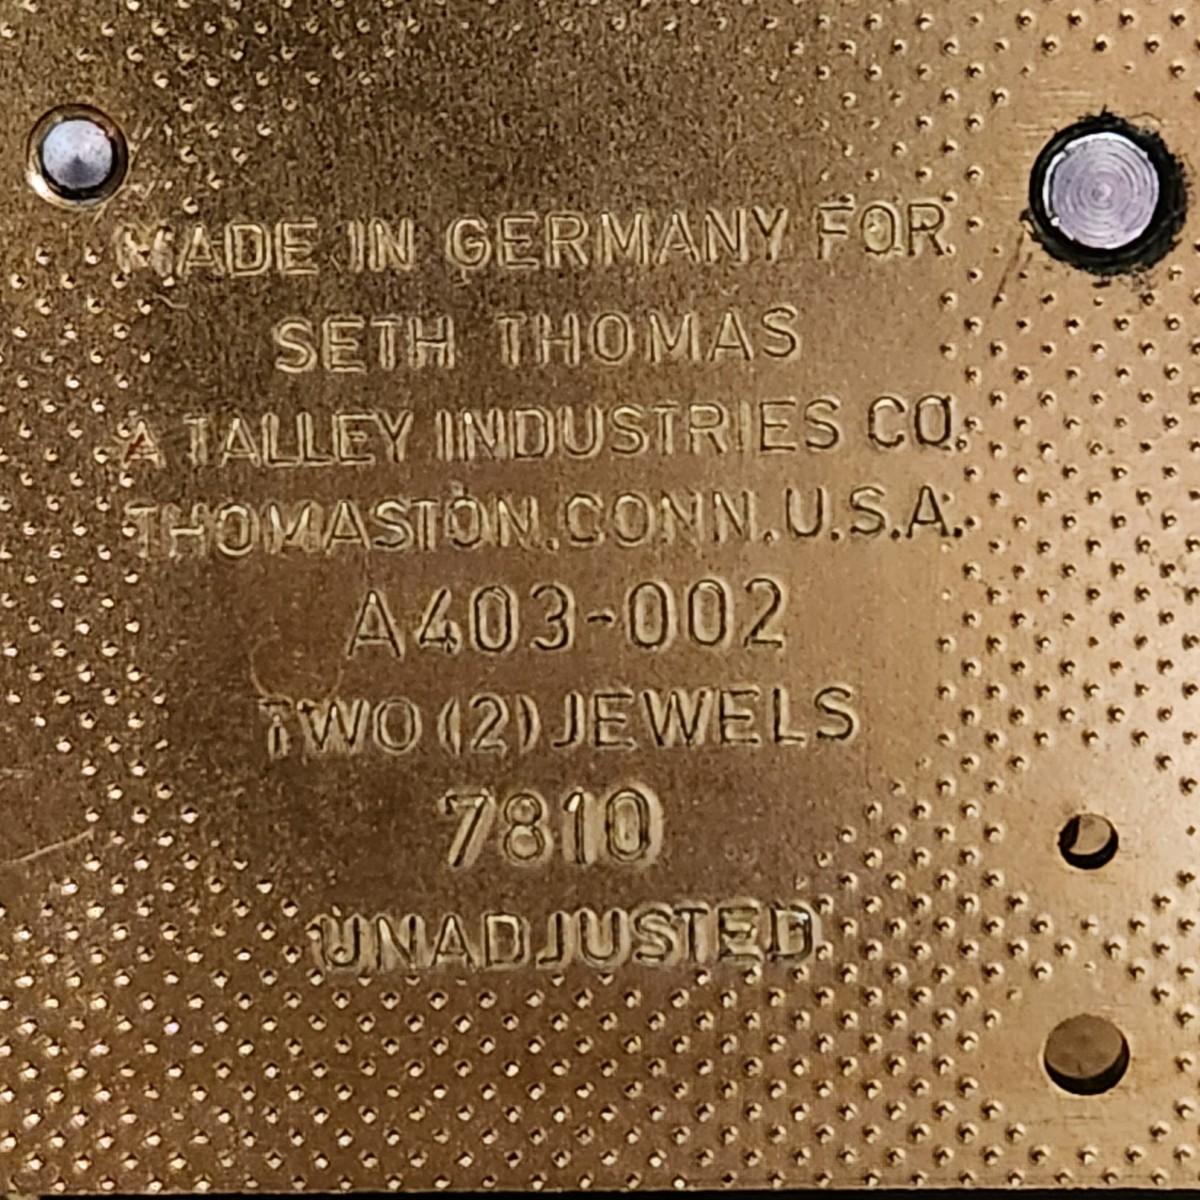 MADE IN GERMANY FOR
SETH THOMAS
A TALLEY INDUSTRIES CO.
THOMASTON.CONN.U.S.A.
A403-002
TWO (2) JEWELS
7810
UNADJUSTED